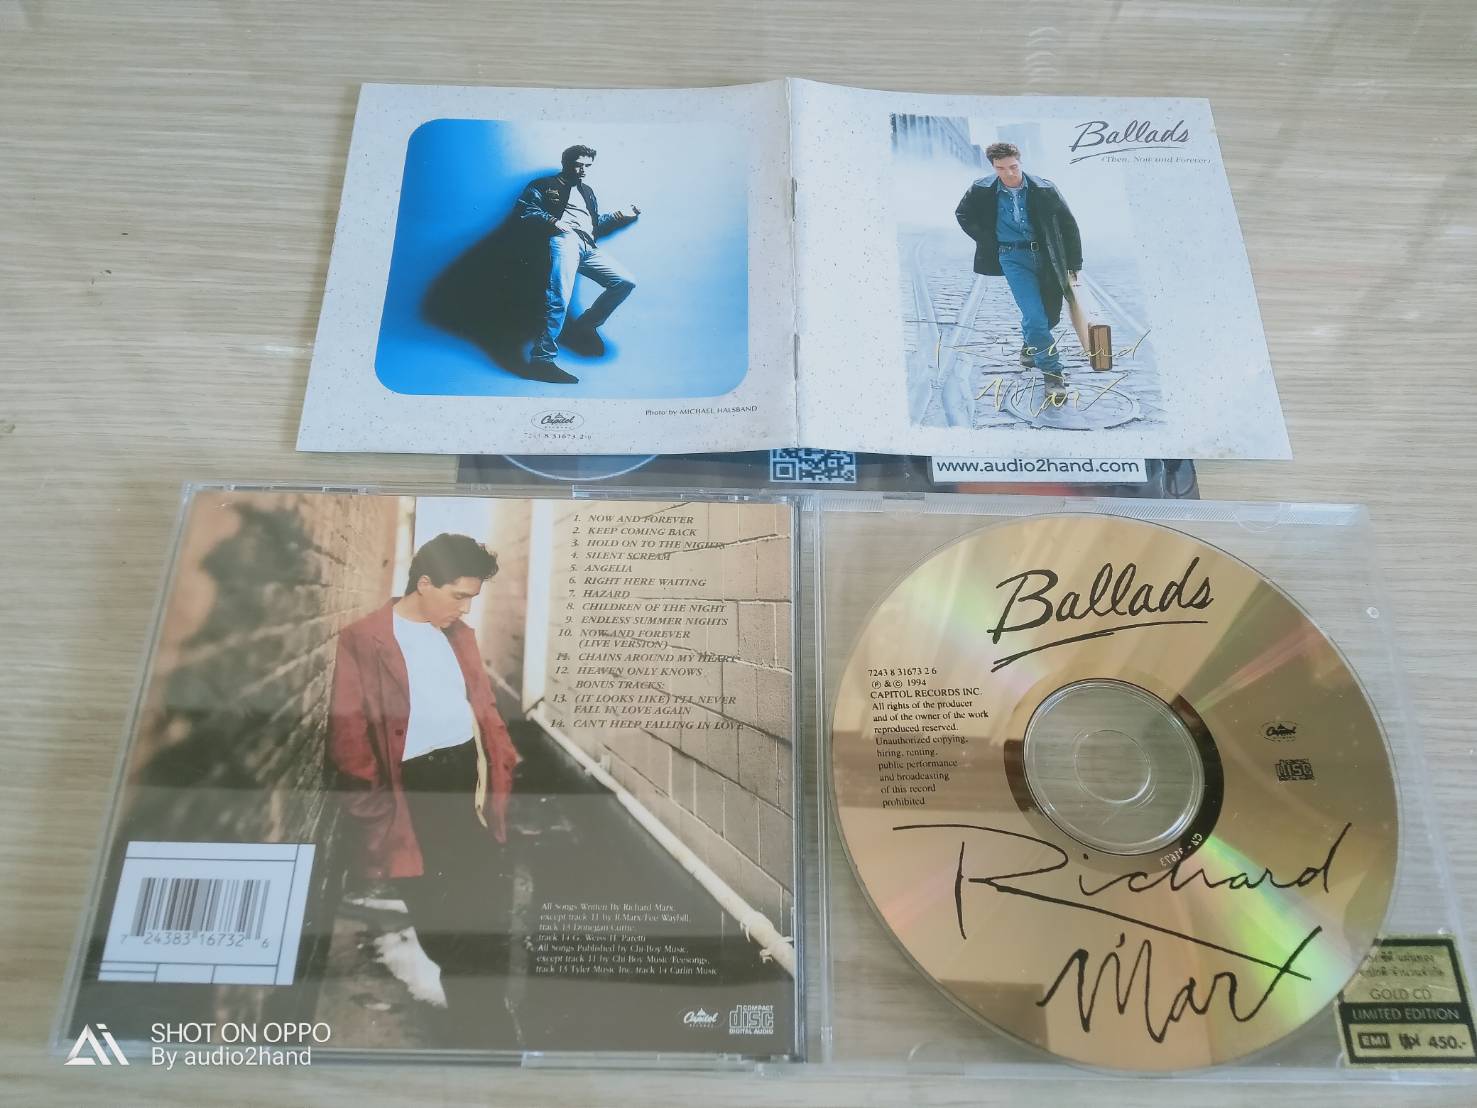 Ballads
(Then, Now and Forever)
Richard
Marx
Photo by MICHAEL HALSBAND
Capitol
RECORDS
7243 8 31673 2 6
www.audio2hand.com
1. NOW AND FOREVER
2. KEEP COMING BACK
3. HOLD ON TO THE NIGHTS
4. SILENT SCREAM
5. ANGELIA
6. RIGHT HERE WAITING
7. HAZARD
8. CHILDREN OF THE NIGHT
9. ENDLESS SUMMER NIGHTS
10. NOW AND FOREVER
(LIVE VERSION)
11. CHAINS AROUND MY HEART
12. HEAVEN ONLY KNOWS
BONUS TRACKS:
13. (IT LOOKS LIKE) I'LL NEVER
FALL IN LOVE AGAIN
14. CAN'T HELP FALLING IN LOVE
All Songs Written By Richard Marx,
except track 11 by R.Marx/Fee Waybill,
track 13 Donegan/Currie,
track 14 G. Weiss/H. Paretti
All Songs Published by Chi-Boy Music,
except track 11 by Chi-Boy Music/Feesongs,
track 13 Tyler Music Inc, track 14 Carlin Music
7 24383 16732 6
Capitol
RECORDS
COMPACT
disc
DIGITAL AUDIO
Ballads
7243 8 31673 2 6
℗ & © 1994
CAPITOL RECORDS INC.
All rights of the producer
and of the owner of the work
reproduced reserved.
Unauthorized copying,
hiring, renting,
public performance
and broadcasting
of this record
prohibited
Capitol
disc
Richard
Marx
GOLD CD
LIMITED EDITION
EMI 450.-
SHOT ON OPPO
By audio2hand